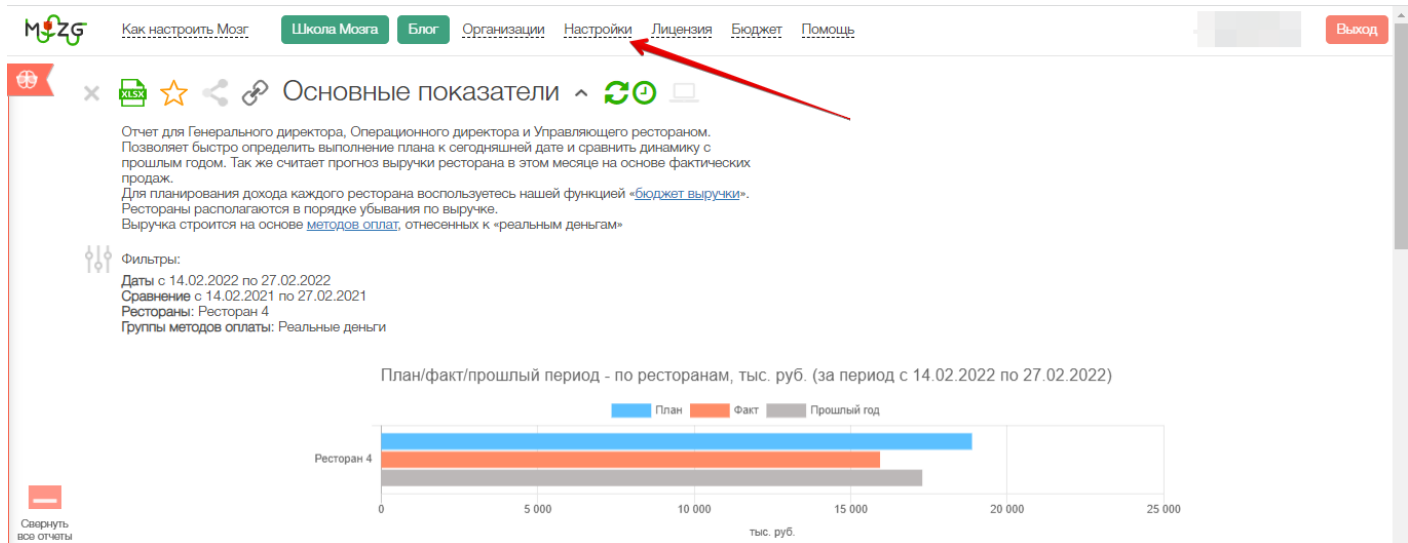 MOZG Как настроить Мозг Школа Мозга Блог Организации Настройки Лицензия Бюджет Помощь Выход
XLSX Основные показатели
Отчет для Генерального директора, Операционного директора и Управляющего рестораном.
Позволяет быстро определить выполнение плана к сегодняшней дате и сравнить динамику с
прошлым годом. Так же считает прогноз выручки ресторана в этом месяце на основе фактических
продаж.
Для планирования дохода каждого ресторана воспользуетесь нашей функцией «бюджет выручки».
Рестораны располагаются в порядке убывания по выручке.
Выручка строится на основе методов оплат, отнесенных к «реальным деньгам»
Фильтры:
Даты с 14.02.2022 по 27.02.2022
Сравнение с 14.02.2021 по 27.02.2021
Рестораны: Ресторан 4
Группы методов оплаты: Реальные деньги
План/факт/прошлый период - по ресторанам, тыс. руб. (за период с 14.02.2022 по 27.02.2022)
План Факт Прошлый год
Ресторан 4
0 5 000 10 000 15 000 20 000 25 000
тыс. руб.
Свернуть
все отчеты